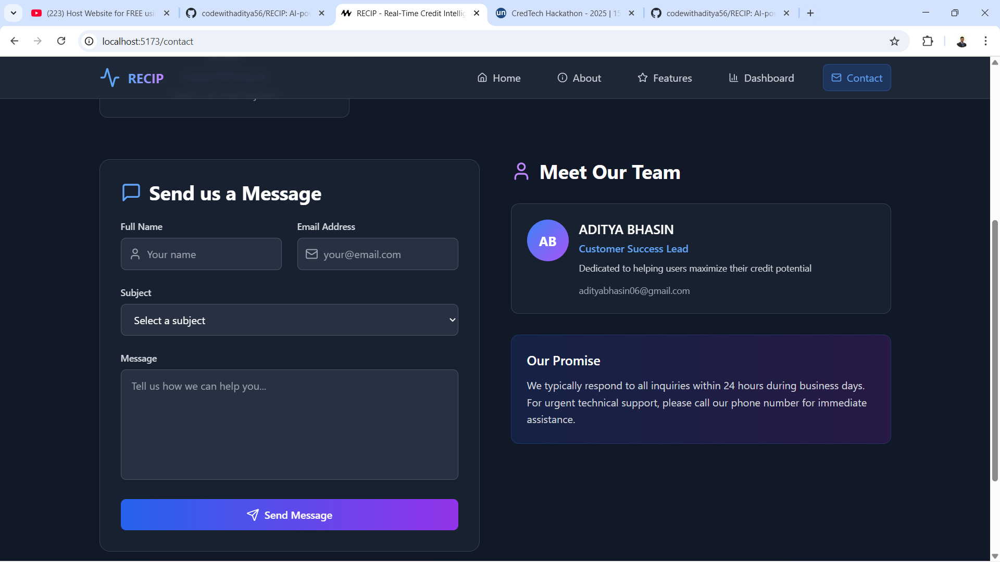 (223) Host Website for FREE usi
codewithaditya56/RECIP: AI-po
RECIP - Real-Time Credit Intellig
un CredTech Hackathon - 2025 | 15
codewithaditya56/RECIP: AI-po
localhost:5173/contact
RECIP
Home
About
Features
Dashboard
Contact
Send us a Message
Full Name
Email Address
Your name
your@email.com
Subject
Select a subject
Message
Tell us how we can help you...
Send Message
Meet Our Team
AB
ADITYA BHASIN
Customer Success Lead
Dedicated to helping users maximize their credit potential
adityabhasin06@gmail.com
Our Promise
We typically respond to all inquiries within 24 hours during business days.
For urgent technical support, please call our phone number for immediate
assistance.